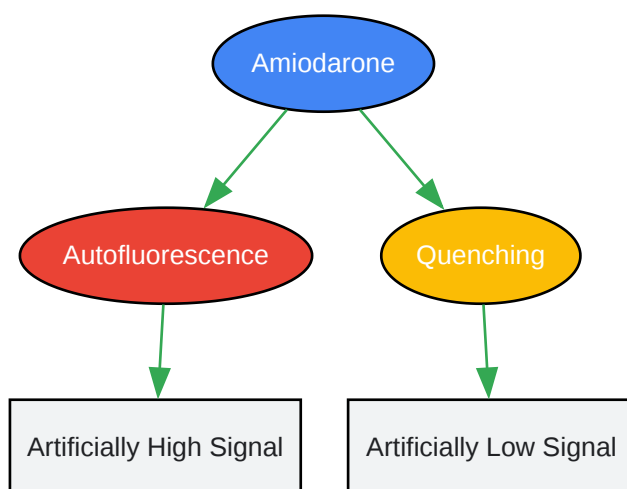 Amiodarone
Autofluorescence
Quenching
Artificially High Signal
Artificially Low Signal